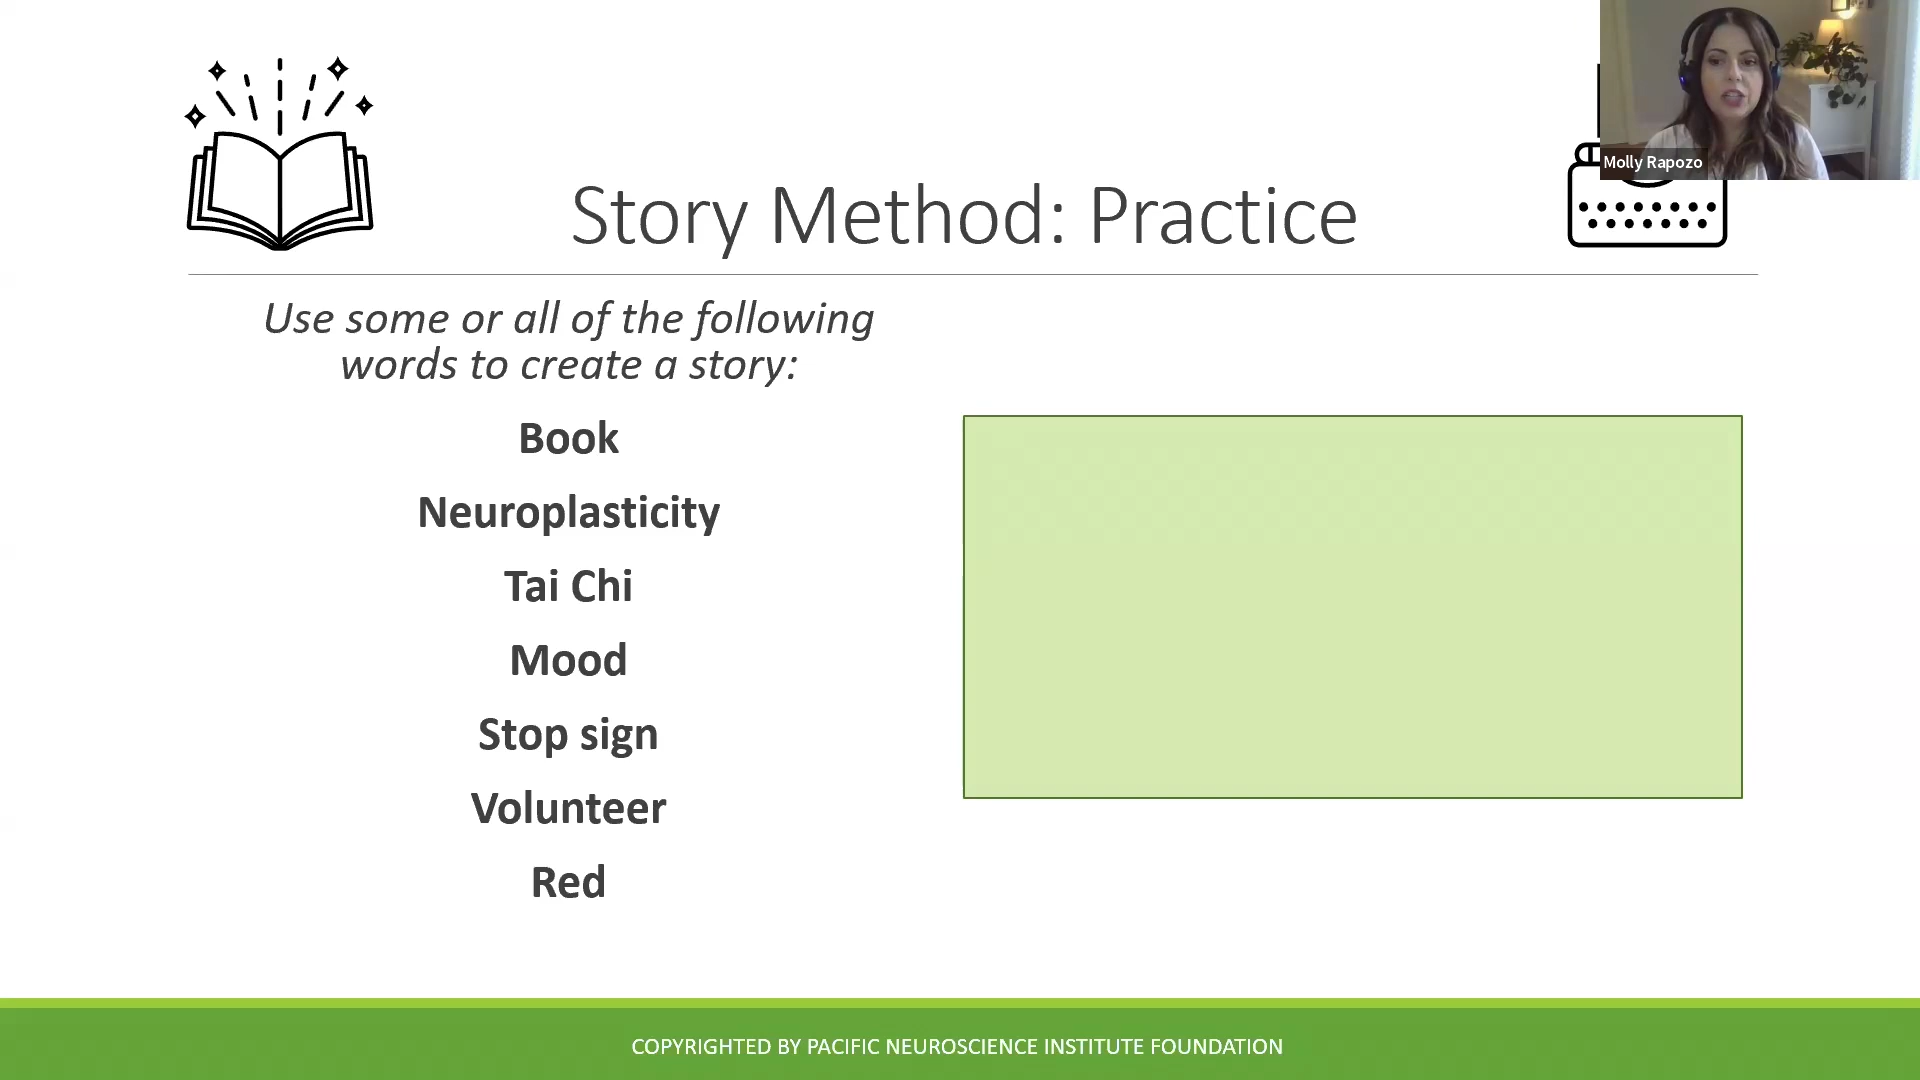 Molly Rapozo
Story Method: Practice
Use some or all of the following
words to create a story:
Book
Neuroplasticity
Tai Chi
Mood
Stop sign
Volunteer
Red
COPYRIGHTED BY PACIFIC NEUROSCIENCE INSTITUTE FOUNDATION